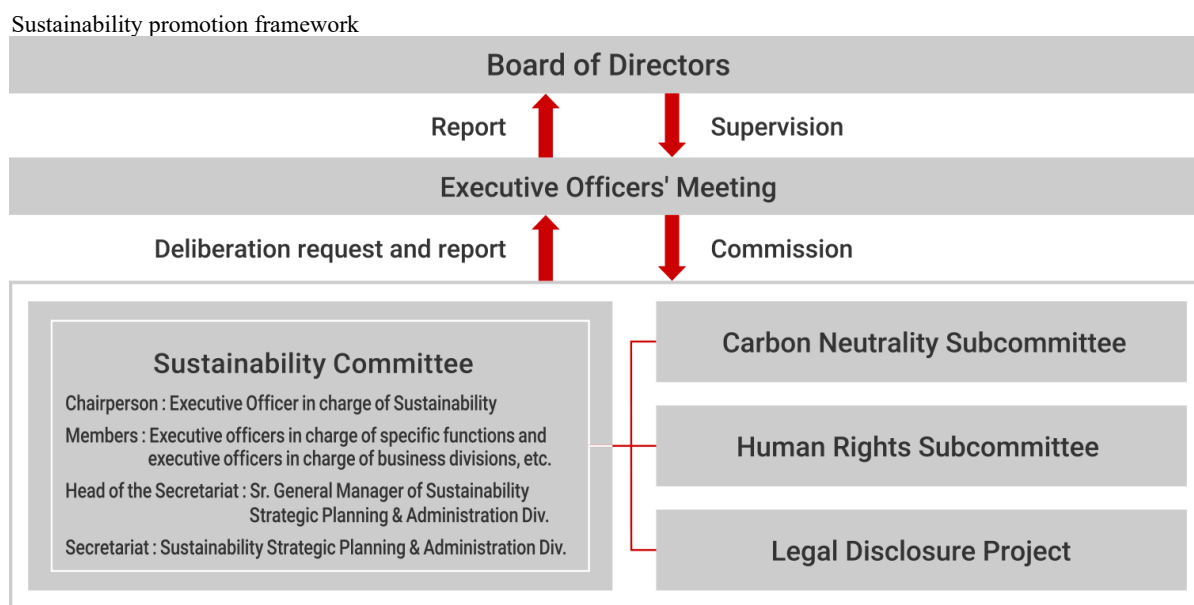 Sustainability promotion framework
Board of Directors
Report
Supervision
Executive Officers' Meeting
Deliberation request and report
Commission
Sustainability Committee
Chairperson : Executive Officer in charge of Sustainability
Members : Executive officers in charge of specific functions and
executive officers in charge of business divisions, etc.
Head of the Secretariat : Sr. General Manager of Sustainability
Strategic Planning & Administration Div.
Secretariat : Sustainability Strategic Planning & Administration Div.
Carbon Neutrality Subcommittee
Human Rights Subcommittee
Legal Disclosure Project